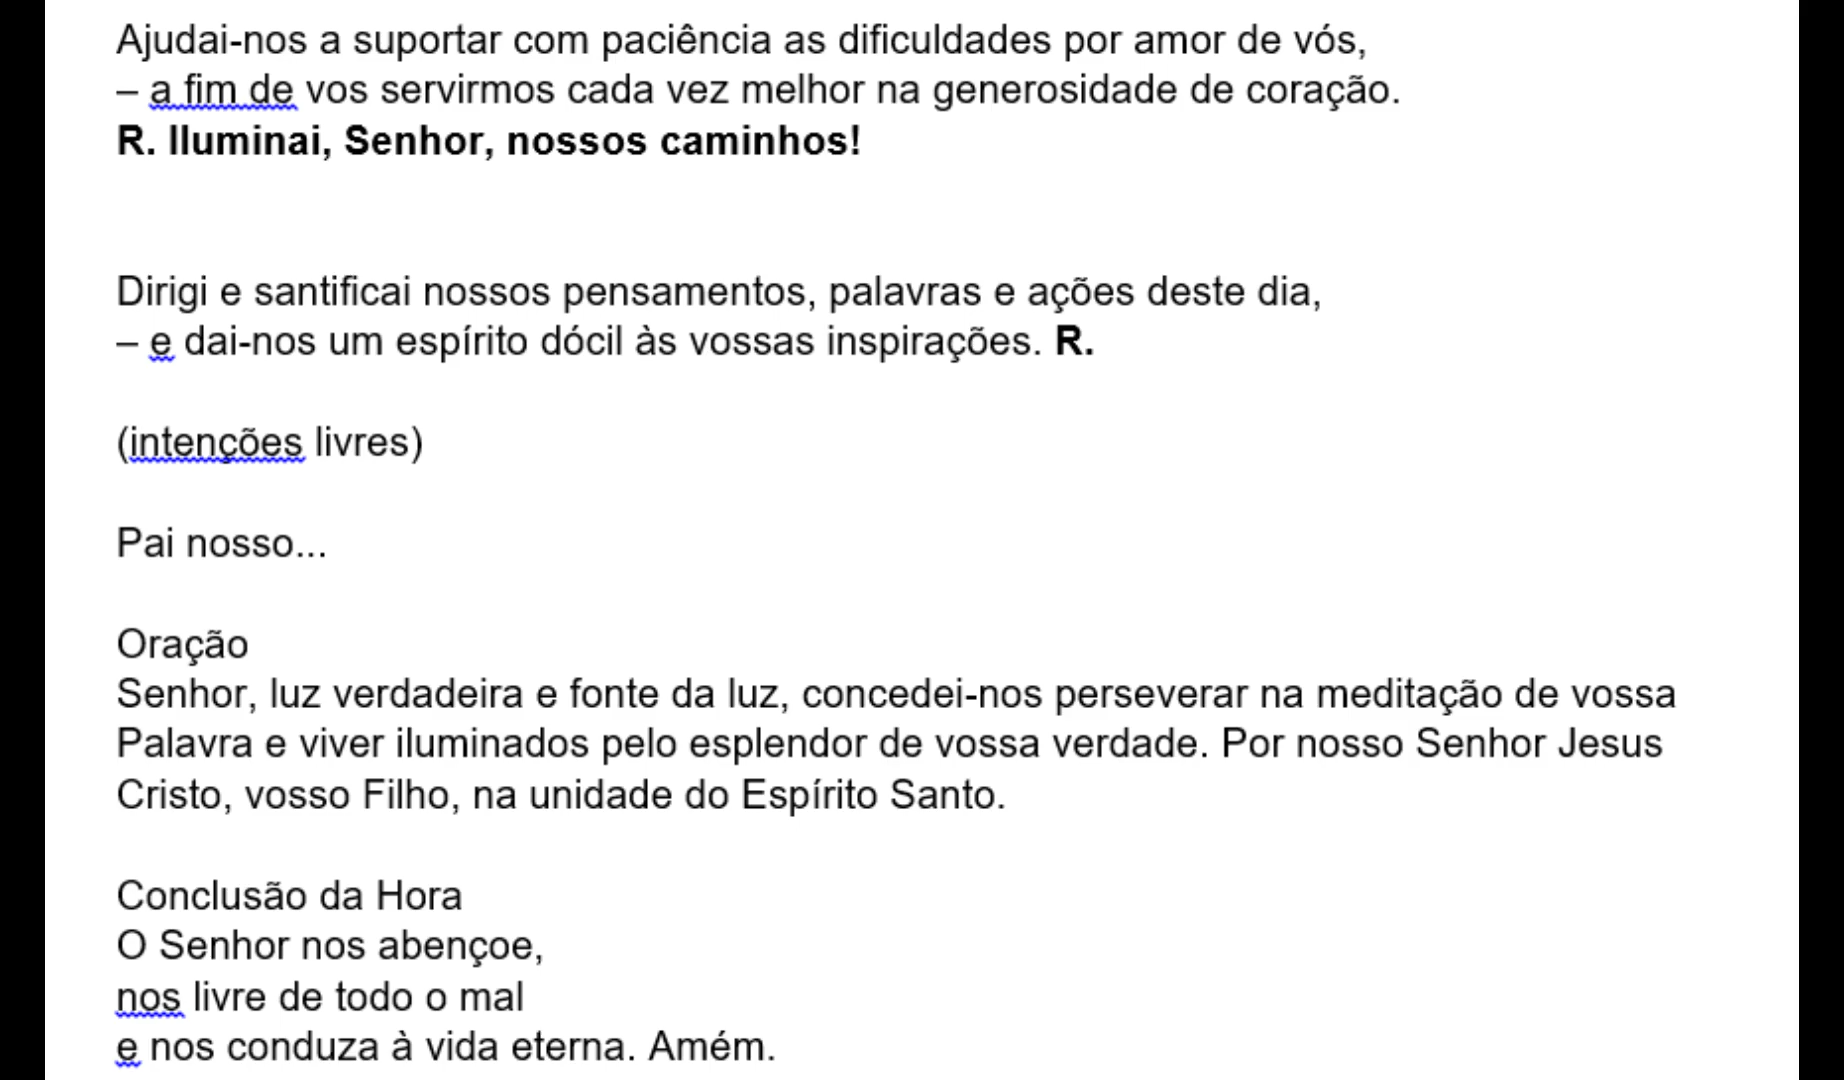 Ajudai-nos a suportar com paciência as dificuldades por amor de vós,
– a fim de vos servirmos cada vez melhor na generosidade de coração.
R. Iluminai, Senhor, nossos caminhos!
Dirigi e santificai nossos pensamentos, palavras e ações deste dia,
– e dai-nos um espírito dócil às vossas inspirações. R.
(intenções livres)
Pai nosso...
Oração
Senhor, luz verdadeira e fonte da luz, concedei-nos perseverar na meditação de vossa
Palavra e viver iluminados pelo esplendor de vossa verdade. Por nosso Senhor Jesus
Cristo, vosso Filho, na unidade do Espírito Santo.
Conclusão da Hora
O Senhor nos abençoe,
nos livre de todo o mal
e nos conduza à vida eterna. Amém.